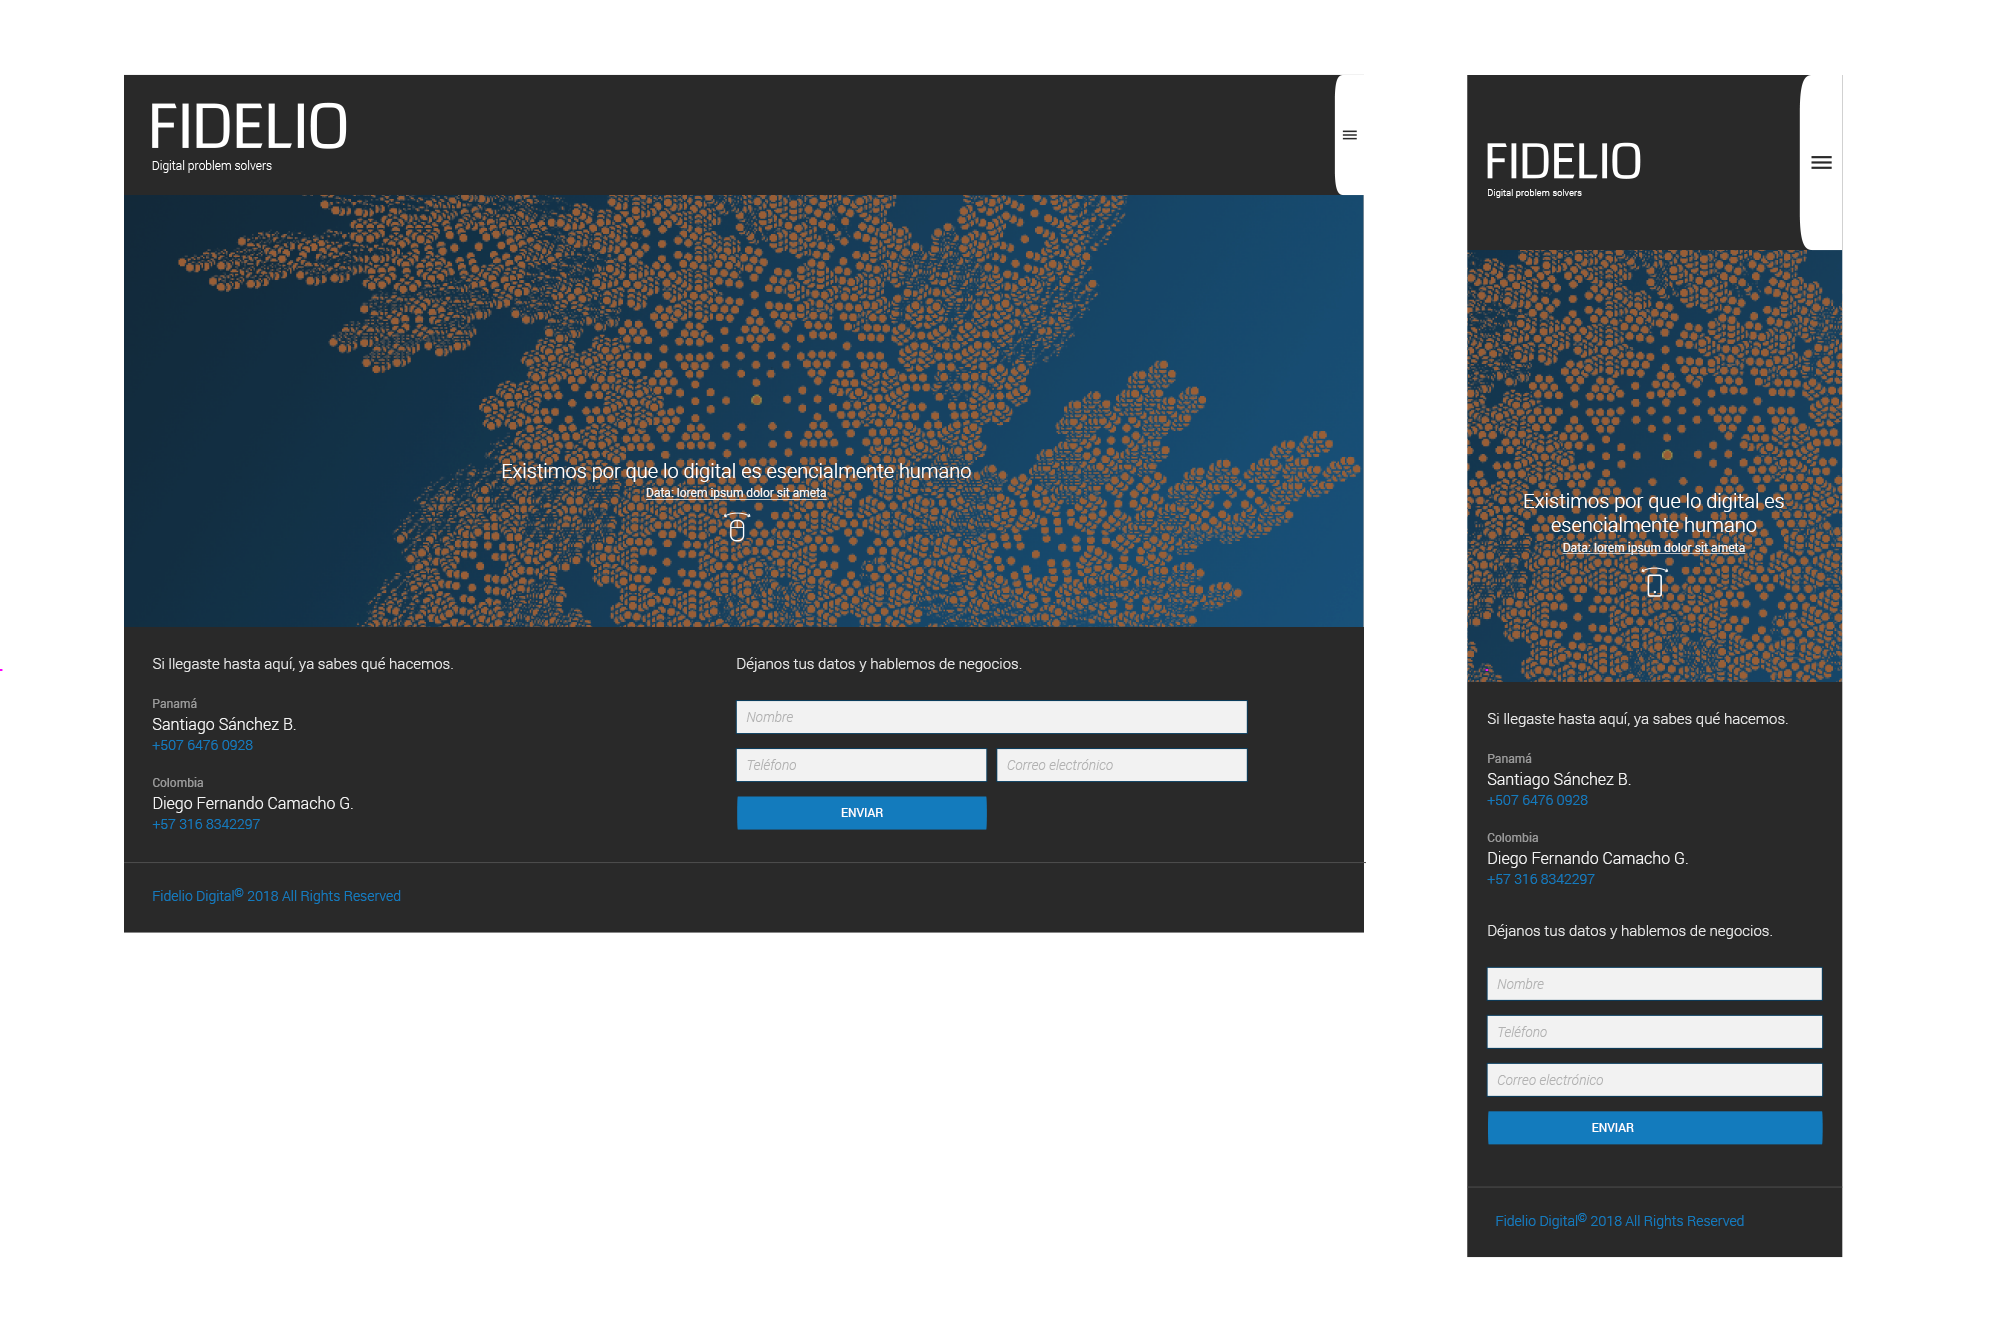 FIDELIO
Digital problem solvers
Existimos por que lo digital es esencialmente humano
Data: lorem ipsum dolor sit ameta
Si llegaste hasta aquí, ya sabes qué hacemos.
Panamá
Santiago Sánchez B.
+507 6476 0928
Colombia
Diego Fernando Camacho G.
+57 316 8342297
Déjanos tus datos y hablemos de negocios.
Nombre
Teléfono
Correo electrónico
ENVIAR
Fidelio Digital© 2018 All Rights Reserved
FIDELIO
Digital problem solvers
Existimos por que lo digital es
esencialmente humano
Data: lorem ipsum dolor sit ameta
Si llegaste hasta aquí, ya sabes qué hacemos.
Panamá
Santiago Sánchez B.
+507 6476 0928
Colombia
Diego Fernando Camacho G.
+57 316 8342297
Déjanos tus datos y hablemos de negocios.
Nombre
Teléfono
Correo electrónico
ENVIAR
Fidelio Digital© 2018 All Rights Reserved